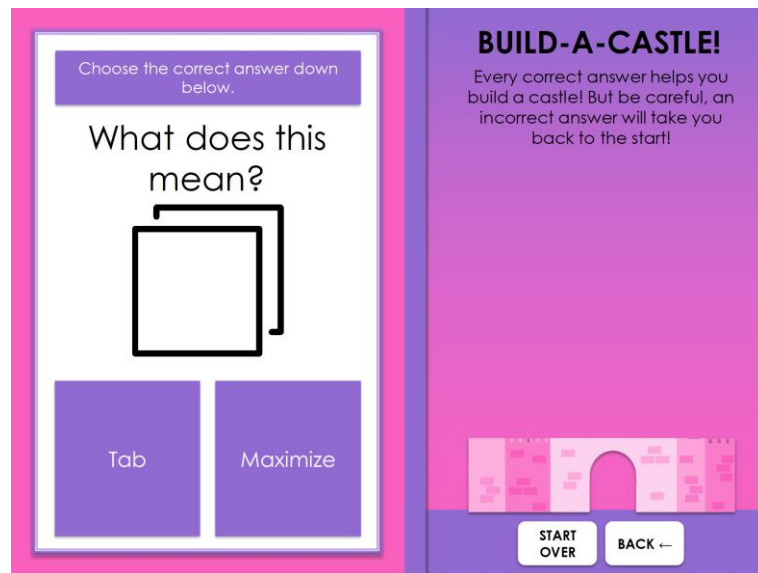 Choose the correct answer down
below.
What does this
mean?
Tab
Maximize
BUILD-A-CASTLE!
Every correct answer helps you
build a castle! But be careful, an
incorrect answer will take you
back to the start!
START
OVER
BACK ←